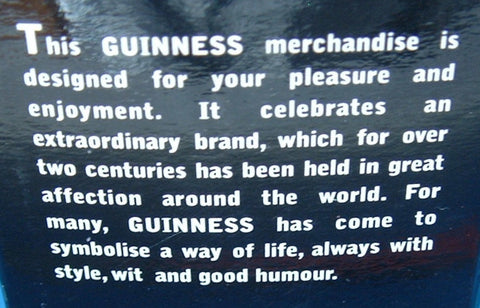 This GUINNESS merchandise is
designed for your pleasure and
enjoyment. It celebrates an
extraordinary brand, which for over
two centuries has been held in great
affection around the world. For
many, GUINNESS has come to
symbolise a way of life, always with
style, wit and good humour.